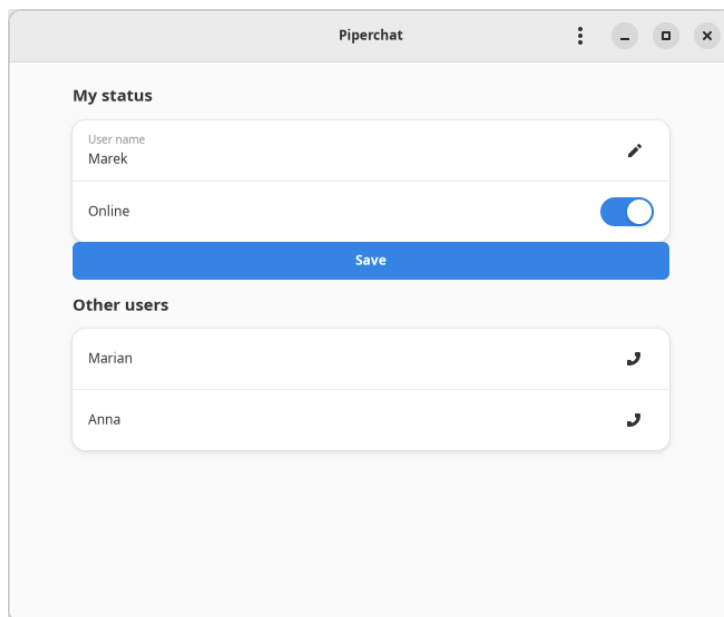 Piperchat
My status
User name
Marek
Online
Save
Other users
Marian
Anna